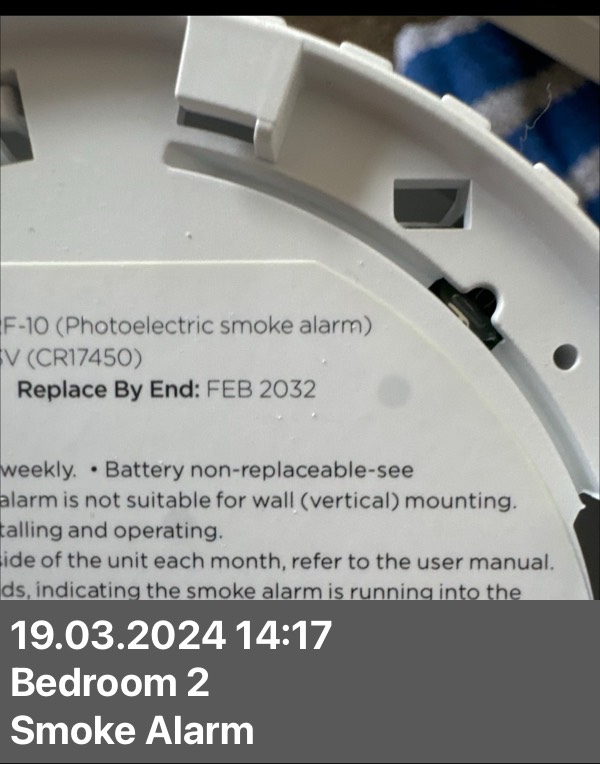 F-10 (Photoelectric smoke alarm)
V (CR17450)
Replace By End: FEB 2032
weekly. • Battery non-replaceable-see
alarm is not suitable for wall (vertical) mounting.
talling and operating.
side of the unit each month, refer to the user manual.
ds, indicating the smoke alarm is running into the
19.03.2024 14:17
Bedroom 2
Smoke Alarm